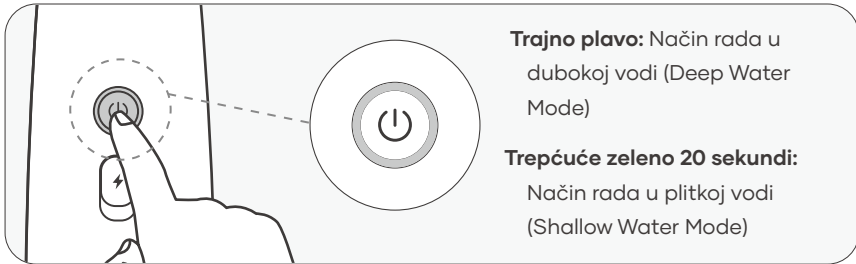 Trajno plavo: Način rada u
dubokoj vodi (Deep Water
Mode)
Trepćuće zeleno 20 sekundi:
Način rada u plitkoj vodi
(Shallow Water Mode)